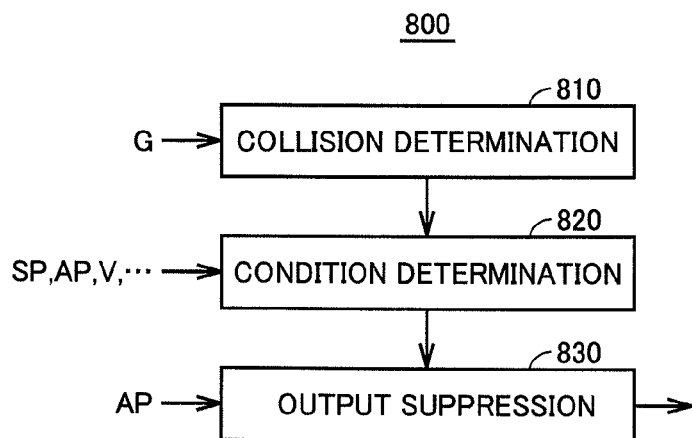 800
810
G
COLLISION DETERMINATION
820
SP,AP,V,···
CONDITION DETERMINATION
830
AP
OUTPUT SUPPRESSION